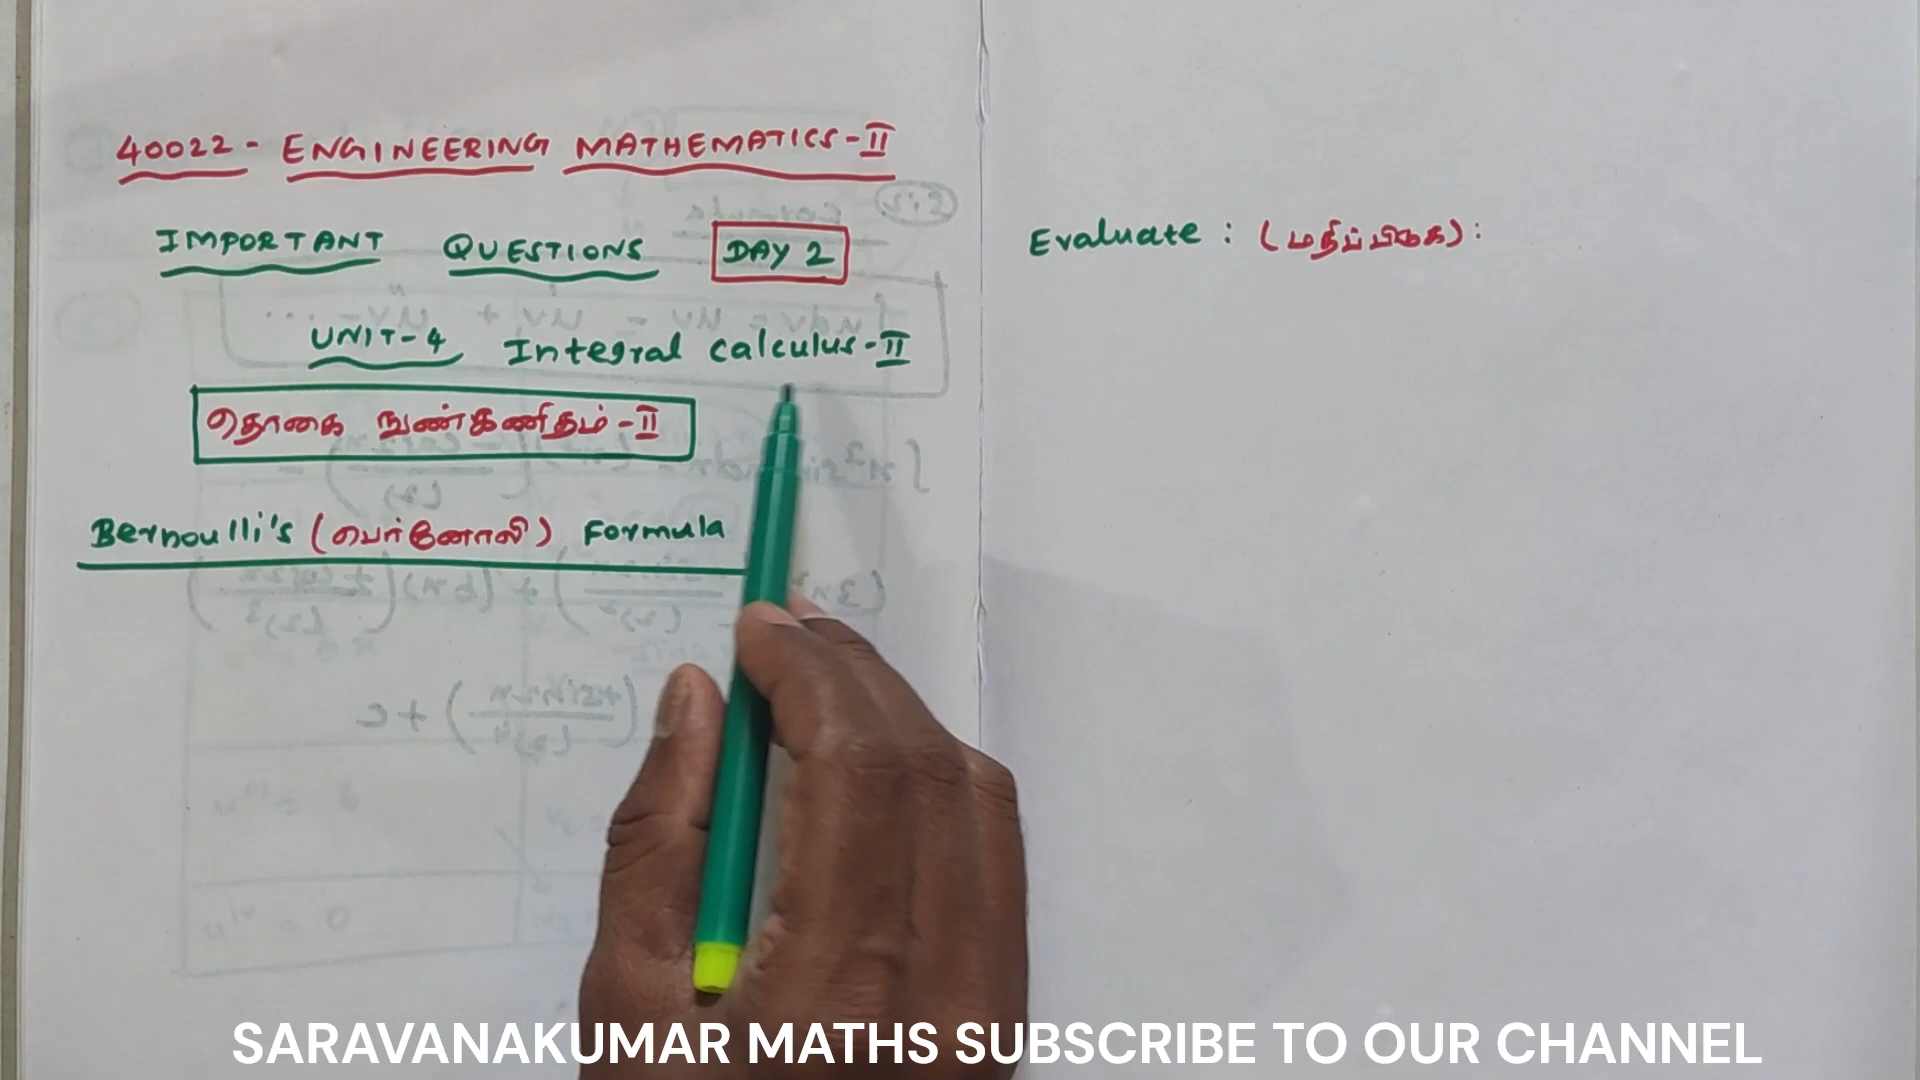 40022 - ENGINEERING MATHEMATICS - II
IMPORTANT QUESTIONS DAY 2
UNIT-4 Integral calculus - II
தொகை நுண்கணிதம் - II
Bernoulli's (பெர்னோலி) Formula
Evaluate : (மதிப்பிடுக) :
SARAVANAKUMAR MATHS SUBSCRIBE TO OUR CHANNEL